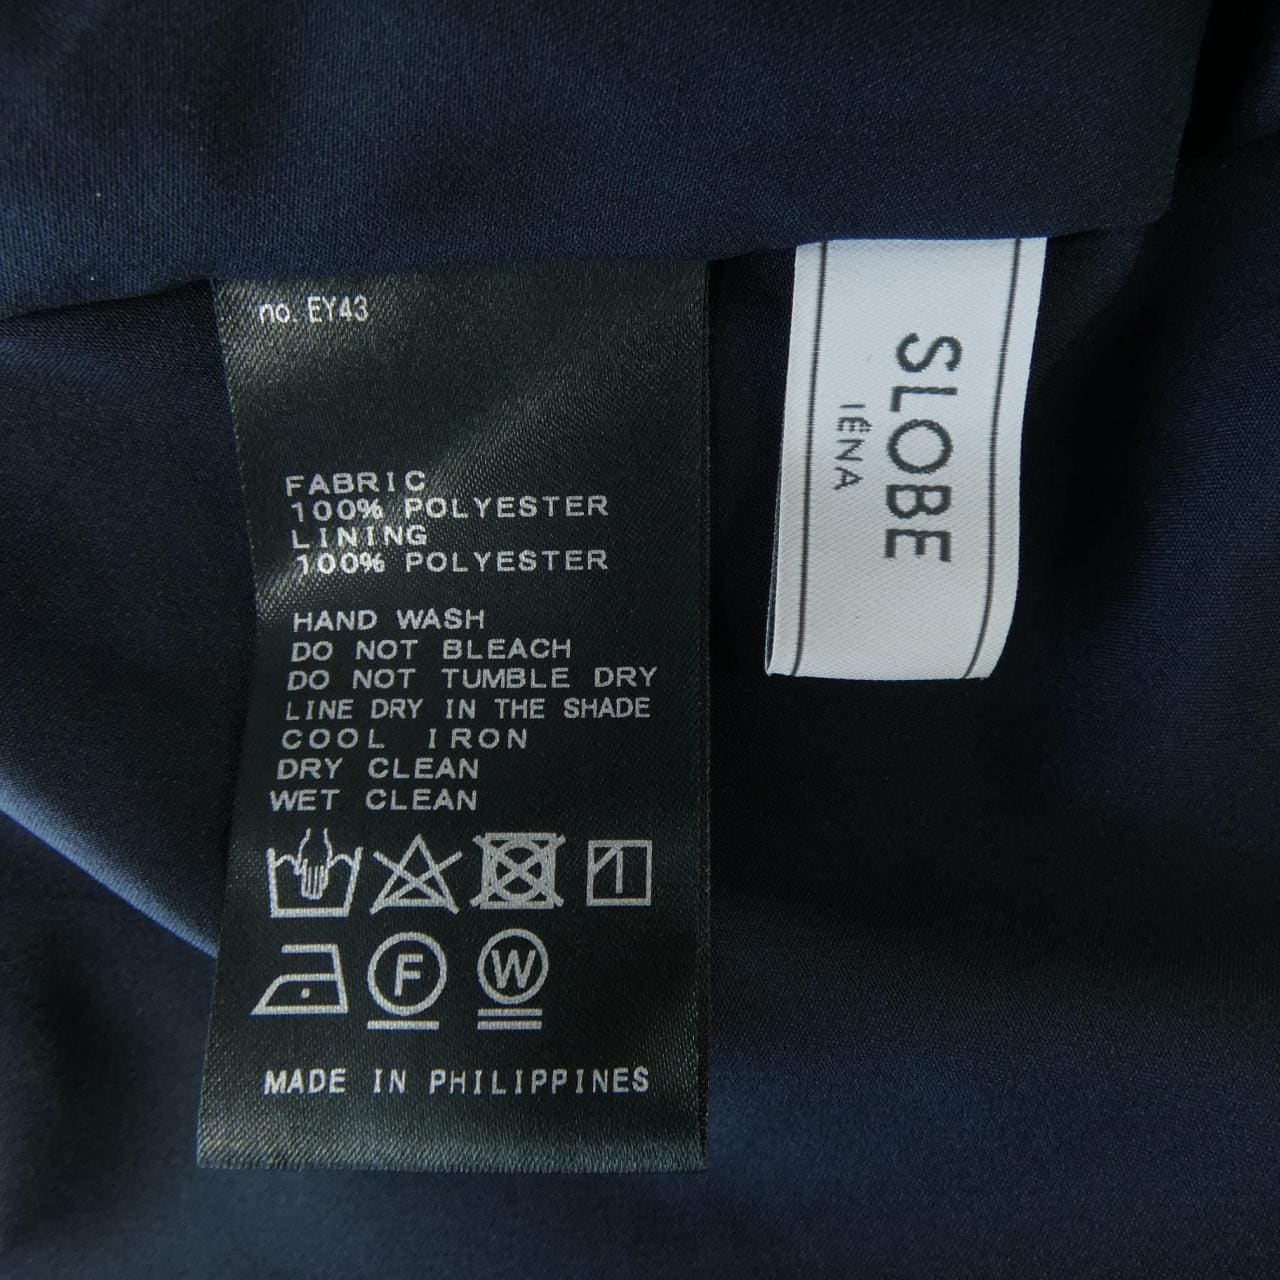 no. EY43
FABRIC
100% POLYESTER
LINING
100% POLYESTER
HAND WASH
DO NOT BLEACH
DO NOT TUMBLE DRY
LINE DRY IN THE SHADE
COOL IRON
DRY CLEAN
WET CLEAN
F W
MADE IN PHILIPPINES
SLOBE
IÉNA